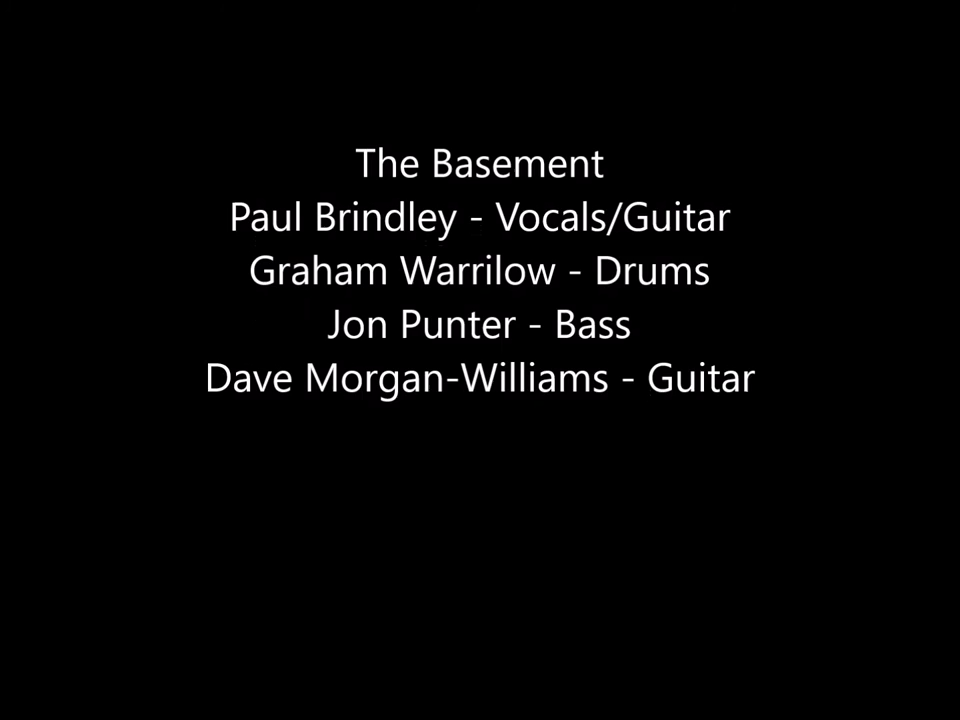 The Basement
Paul Brindley - Vocals/Guitar
Graham Warrilow - Drums
Jon Punter - Bass
Dave Morgan-Williams - Guitar